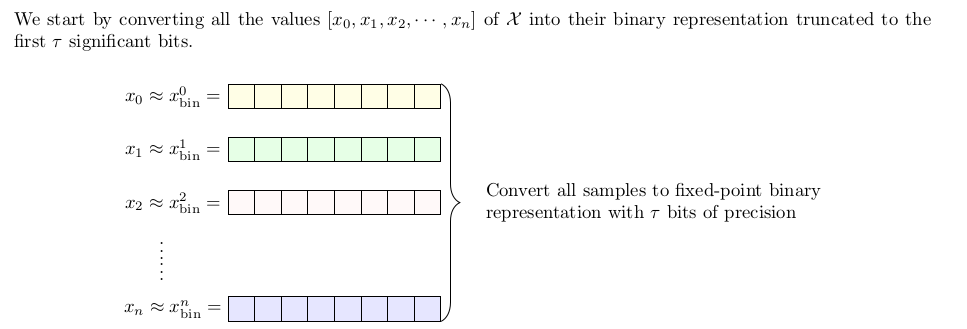 We start by converting all the values [x₀, x₁, x₂, ⋯ , xₙ] of 𝒳 into their binary representation truncated to the
first τ significant bits.
x₀ ≈ x⁰_bin =
x₁ ≈ x¹_bin =
x₂ ≈ x²_bin =
Convert all samples to fixed-point binary
representation with τ bits of precision
⋮
xₙ ≈ xⁿ_bin =